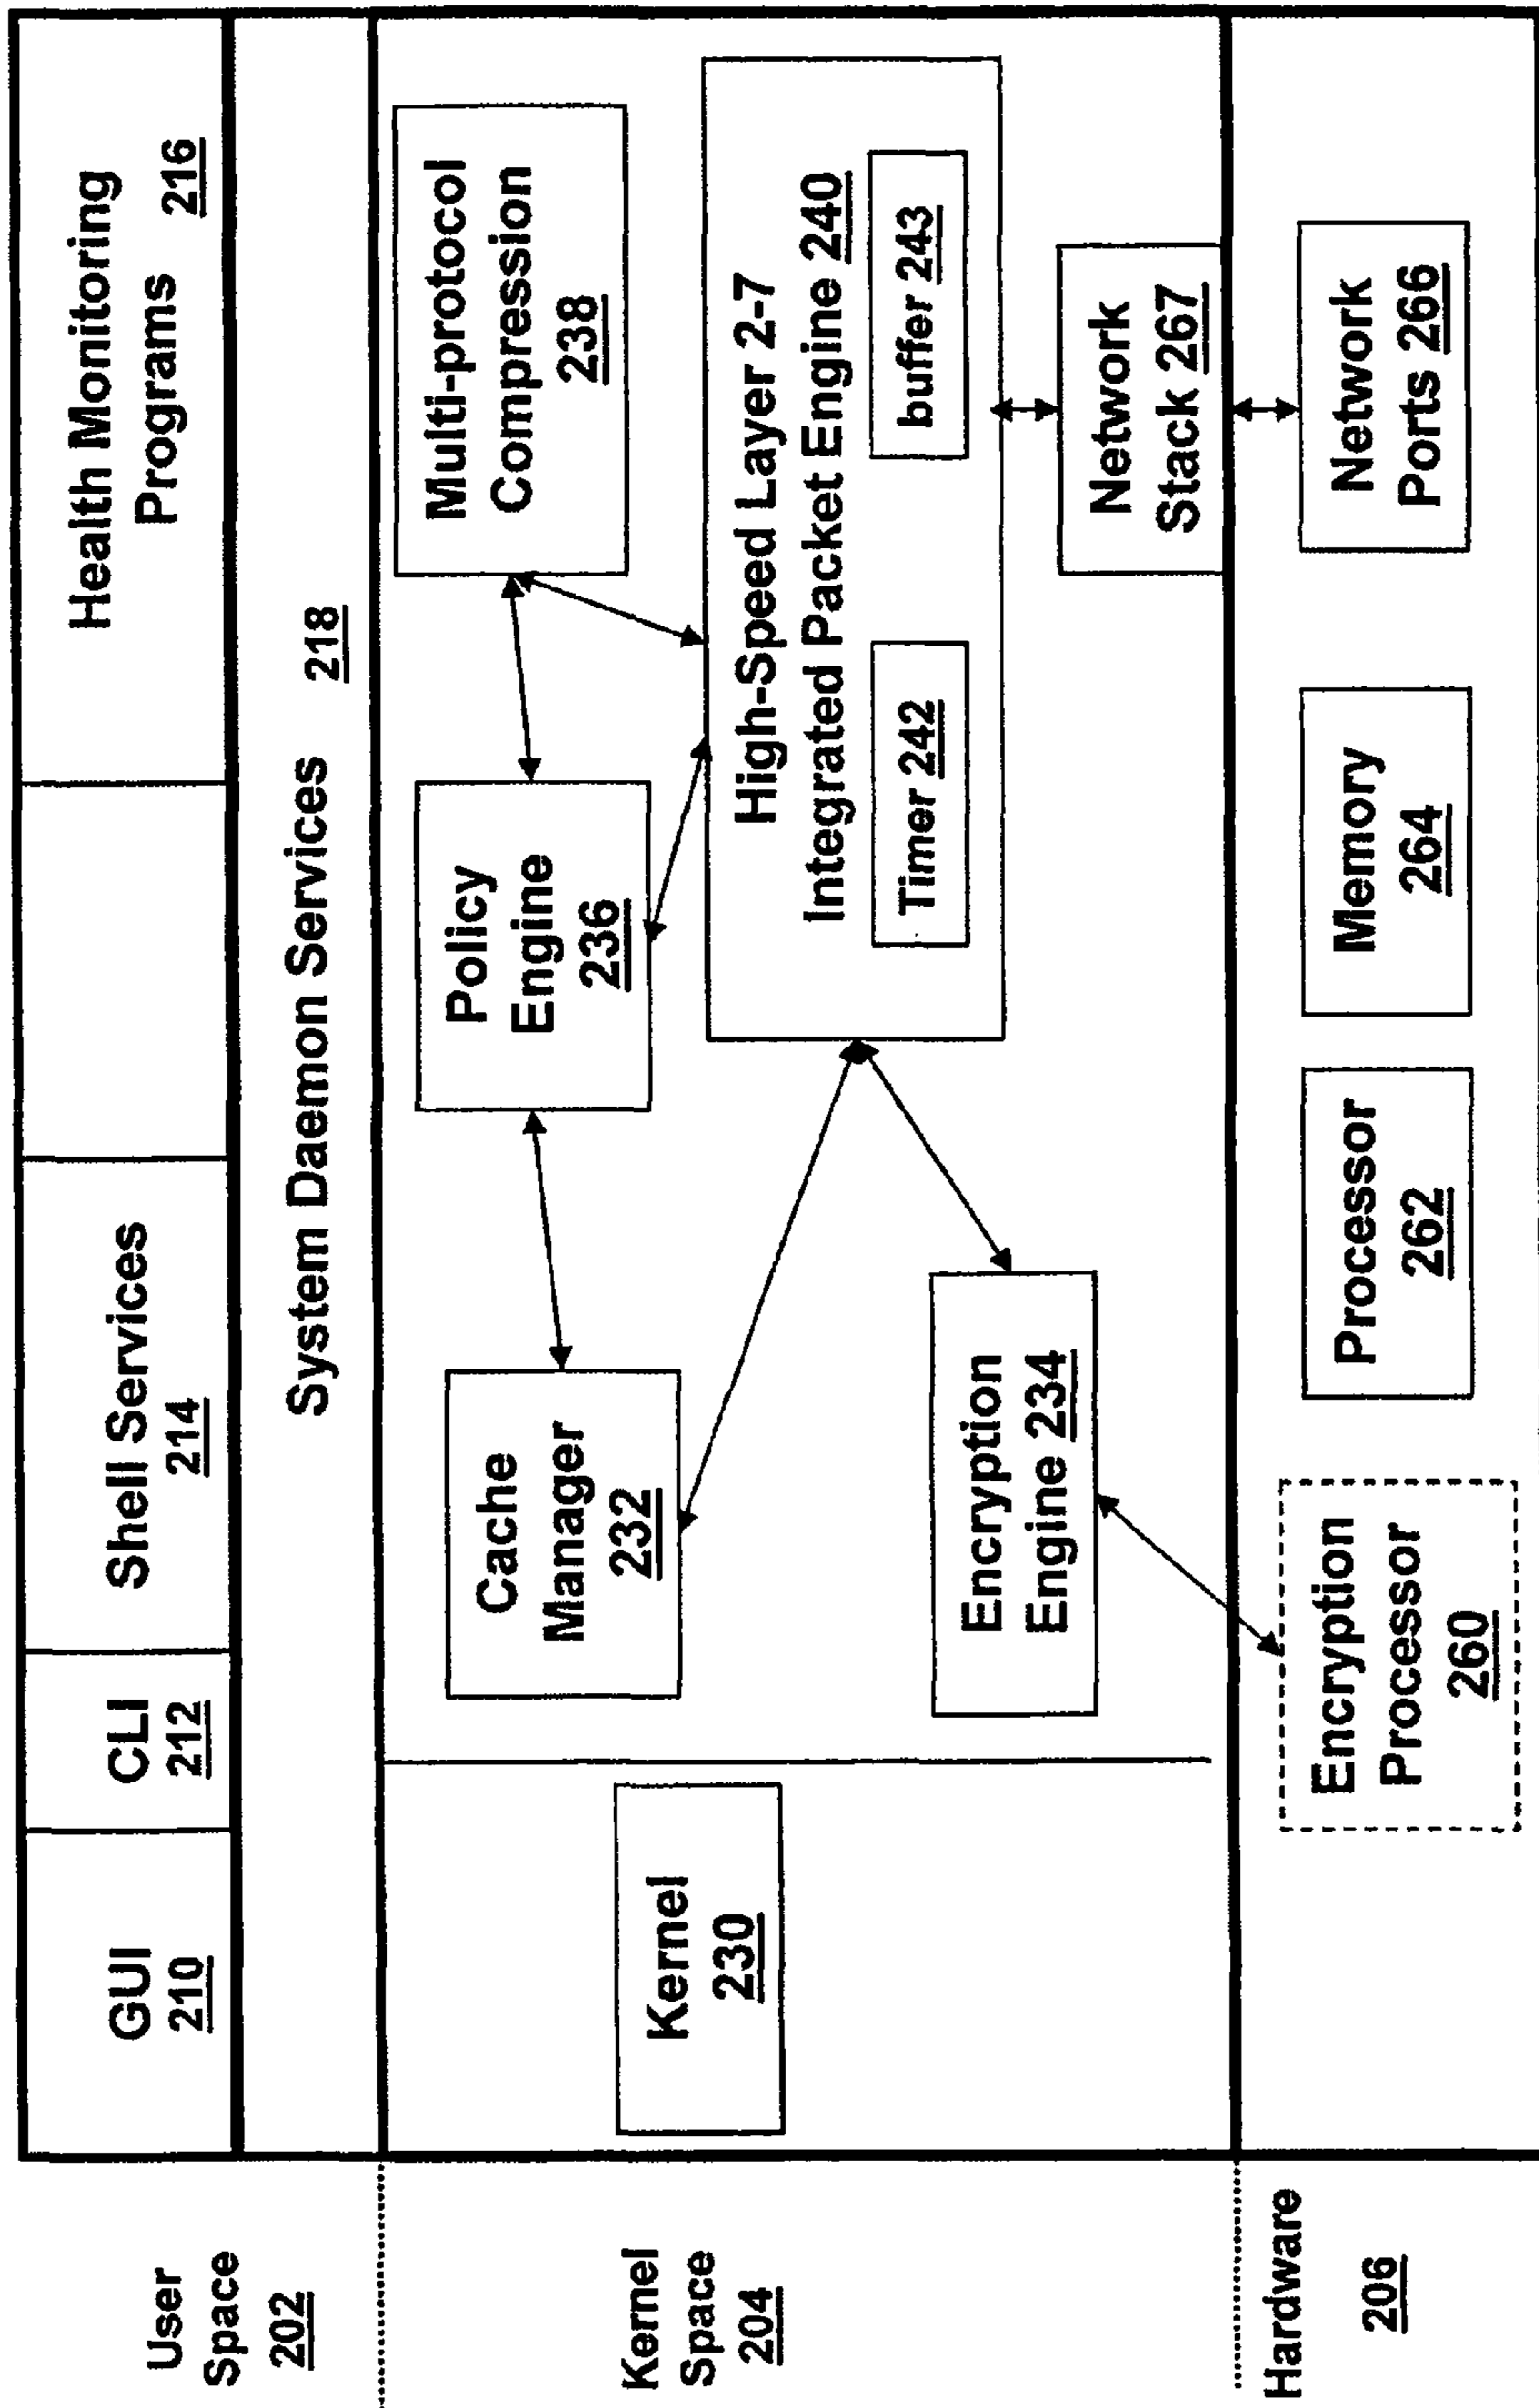 User
Space
202
GUI
210
CLI
212
Shell Services
214
Health Monitoring
Programs 216
System Daemon Services 218
Kernel
Space
204
Kernel
230
Cache
Manager
232
Policy
Engine
236
Multi-protocol
Compression
238
High-Speed Layer 2-7
Integrated Packet Engine 240
Timer 242
buffer 243
Encryption
Engine 234
Network
Stack 267
Hardware
206
Encryption
Processor
260
Processor
262
Memory
264
Network
Ports 266